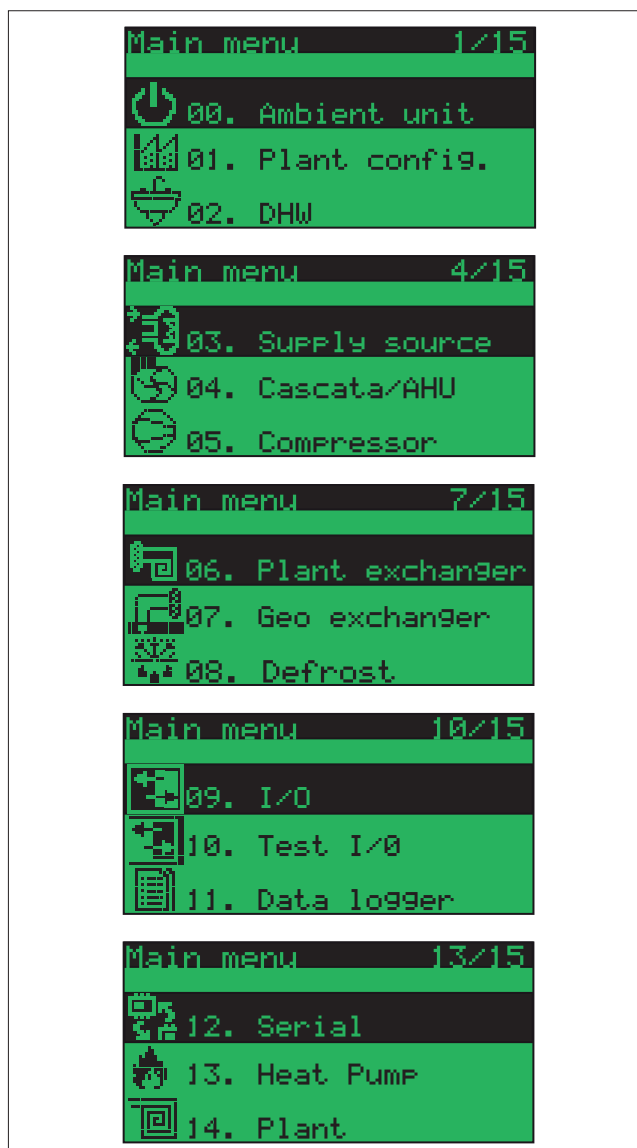 Main menu 1/15
00. Ambient unit
01. Plant config.
02. DHW
Main menu 4/15
03. Supply source
04. Cascata/AHU
05. Compressor
Main menu 7/15
06. Plant exchanger
07. Geo exchanger
08. Defrost
Main menu 10/15
09. I/O
10. Test I/0
11. Data logger
Main menu 13/15
12. Serial
13. Heat Pump
14. Plant